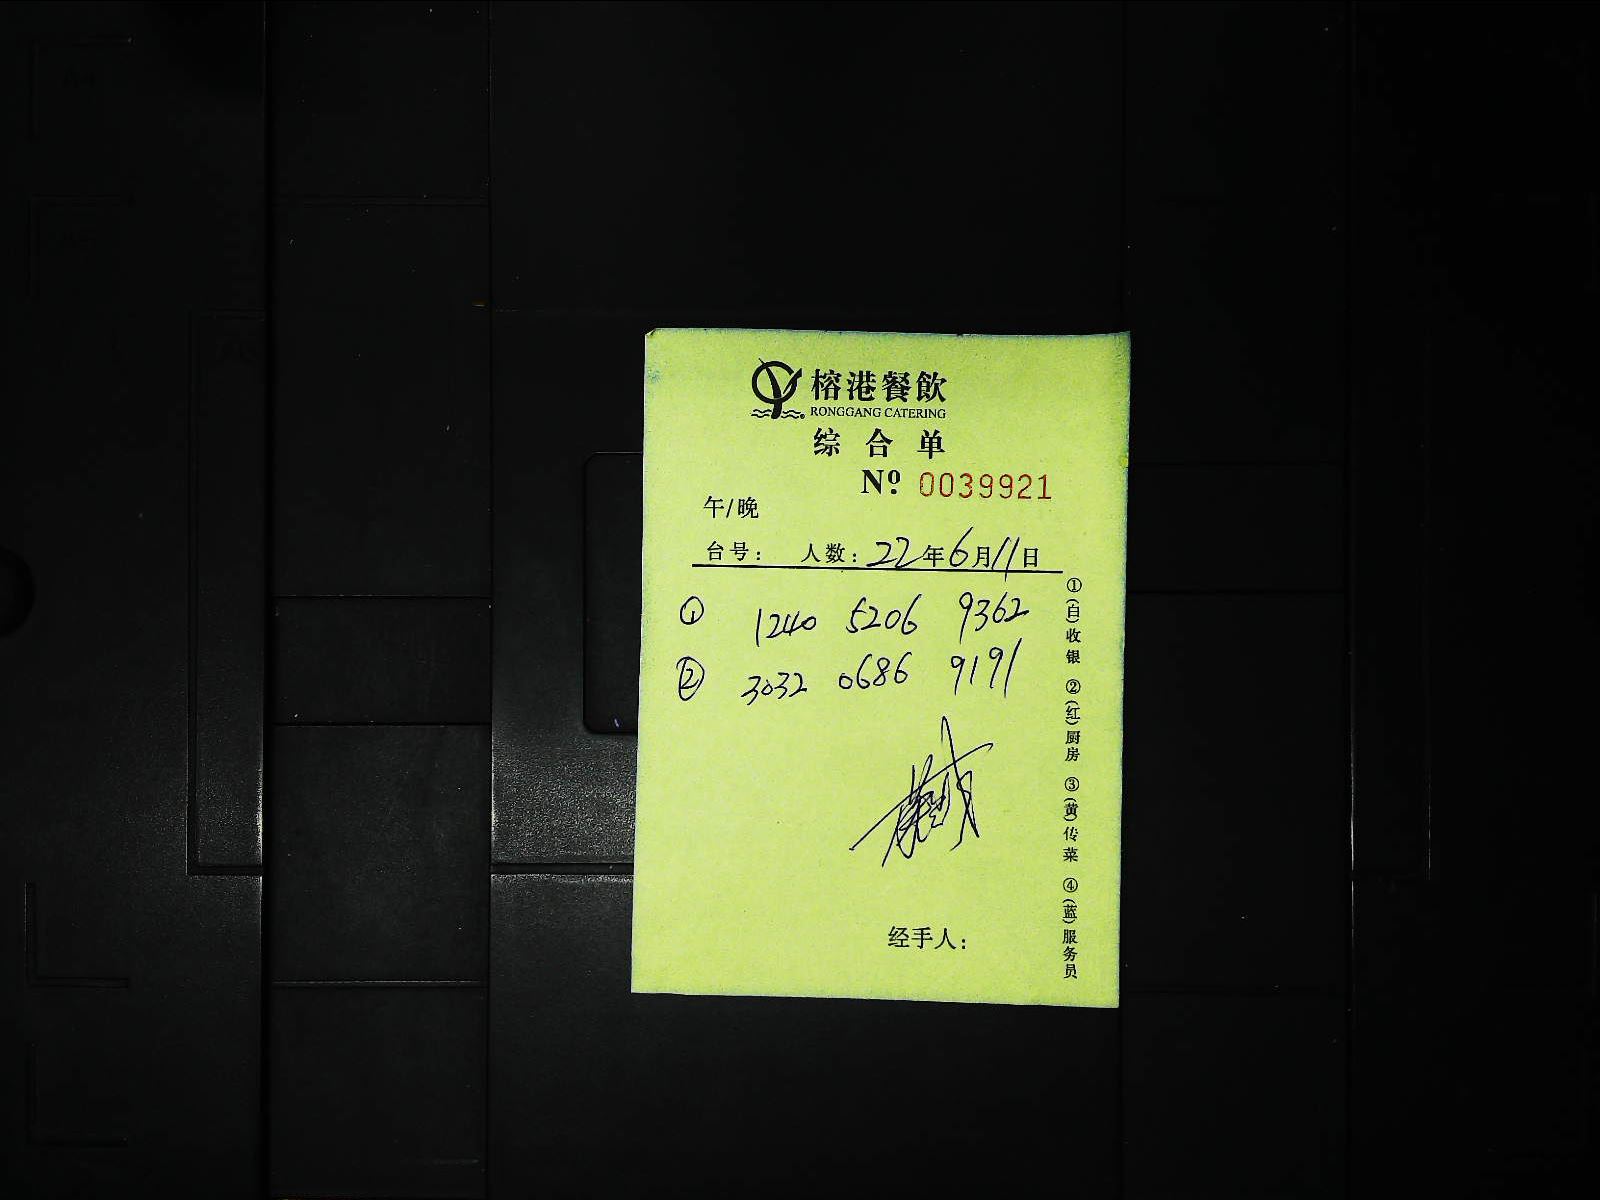 榕港餐飲
RONGGANG CATERING
综合单
Nº 0039921
午/晚
台号: 人数: 22年6月11日
① 1240 5206 9362
② 3032 0686 9191
经手人:
①(白)收银 ②(红)厨房 ③(黄)传菜 ④(蓝)服务员